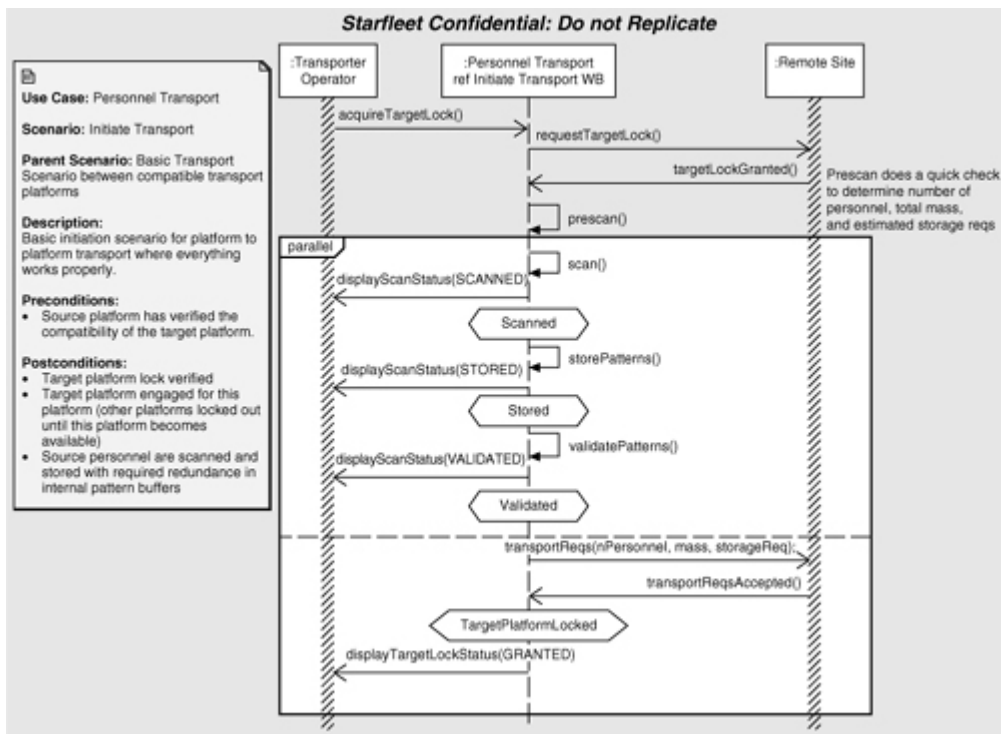 Starfleet Confidential: Do not Replicate
:Transporter
Operator
:Personnel Transport
ref Initiate Transport WB
:Remote Site
Use Case: Personnel Transport
Scenario: Initiate Transport
Parent Scenario: Basic Transport
Scenario between compatible transport
platforms
Description:
Basic initiation scenario for platform to
platform transport where everything
works properly.
Preconditions:
• Source platform has verified the
compatibility of the target platform.
Postconditions:
• Target platform lock verified
• Target platform engaged for this
platform (other platforms locked out
until this platform becomes
available)
• Source personnel are scanned and
stored with required redundance in
internal pattern buffers
acquireTargetLock()
requestTargetLock()
targetLockGranted()
Prescan does a quick check
to determine number of
personnel, total mass,
and estimated storage reqs
prescan()
parallel
scan()
displayScanStatus(SCANNED)
Scanned
storePatterns()
displayScanStatus(STORED)
Stored
validatePatterns()
displayScanStatus(VALIDATED)
Validated
transportReqs(nPersonnel, mass, storageReq);
transportReqsAccepted()
TargetPlatformLocked
displayTargetLockStatus(GRANTED)